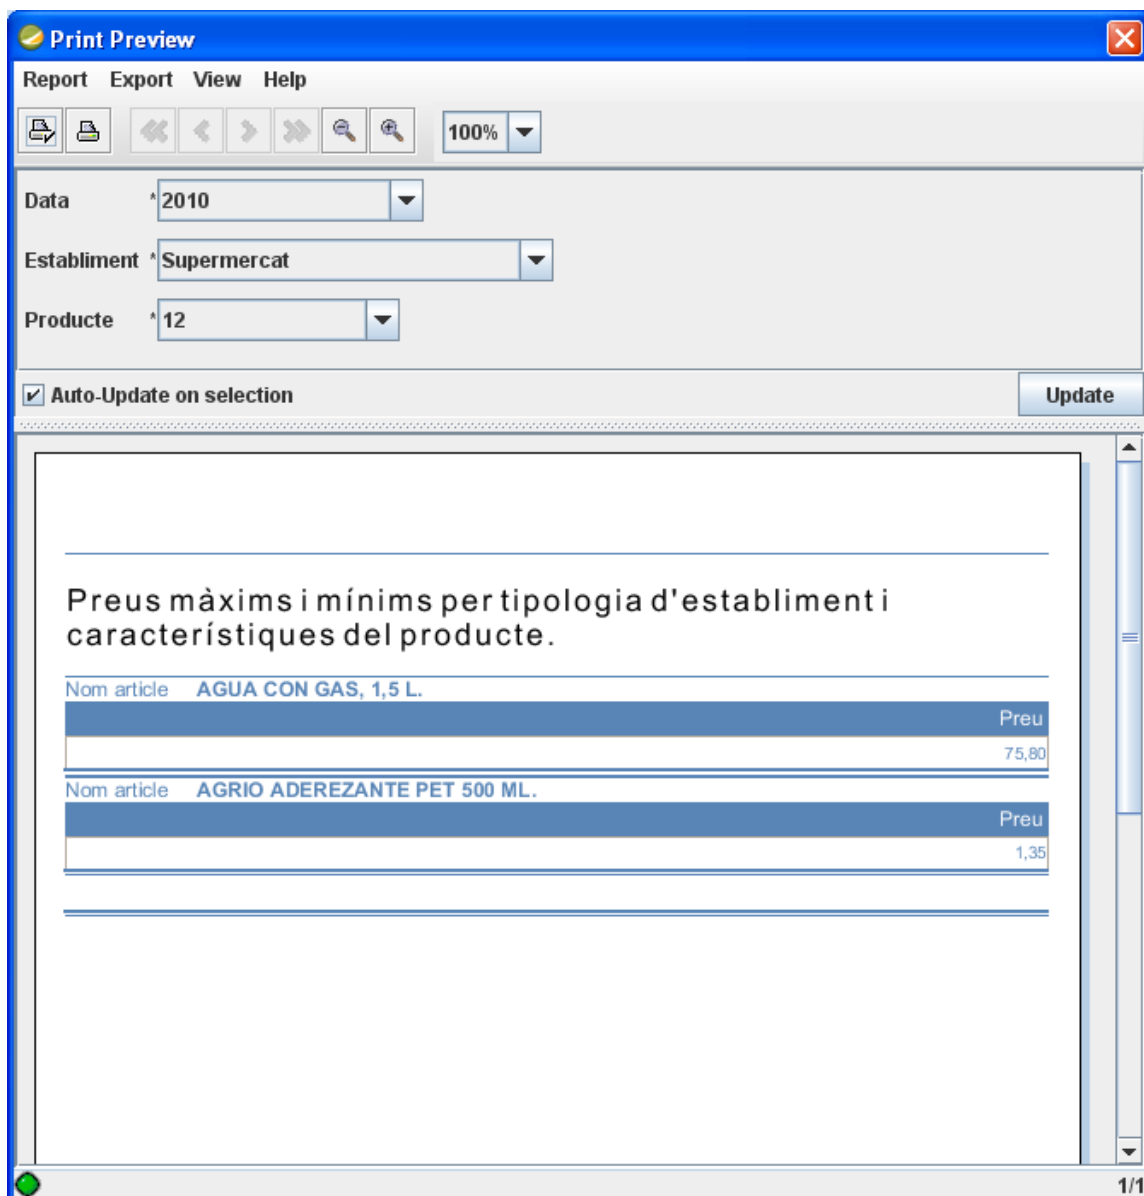 Print Preview
Report Export View Help
100%
Data * 2010
Establiment * Supermercat
Producte * 12
Auto-Update on selection Update
Preus màxims i mínims per tipologia d'establiment i
característiques del producte.
Nom article AGUA CON GAS, 1,5 L.
Preu
75,80
Nom article AGRIO ADEREZANTE PET 500 ML.
Preu
1,35
1/1